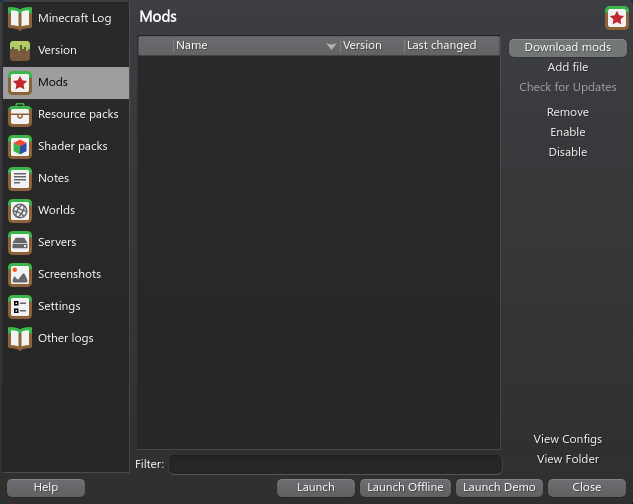 Minecraft Log
Version
Mods
Resource packs
Shader packs
Notes
Worlds
Servers
Screenshots
Settings
Other logs
Mods
Name Version Last changed
Download mods
Add file
Check for Updates
Remove
Enable
Disable
View Configs
View Folder
Filter:
Help Launch Launch Offline Launch Demo Close